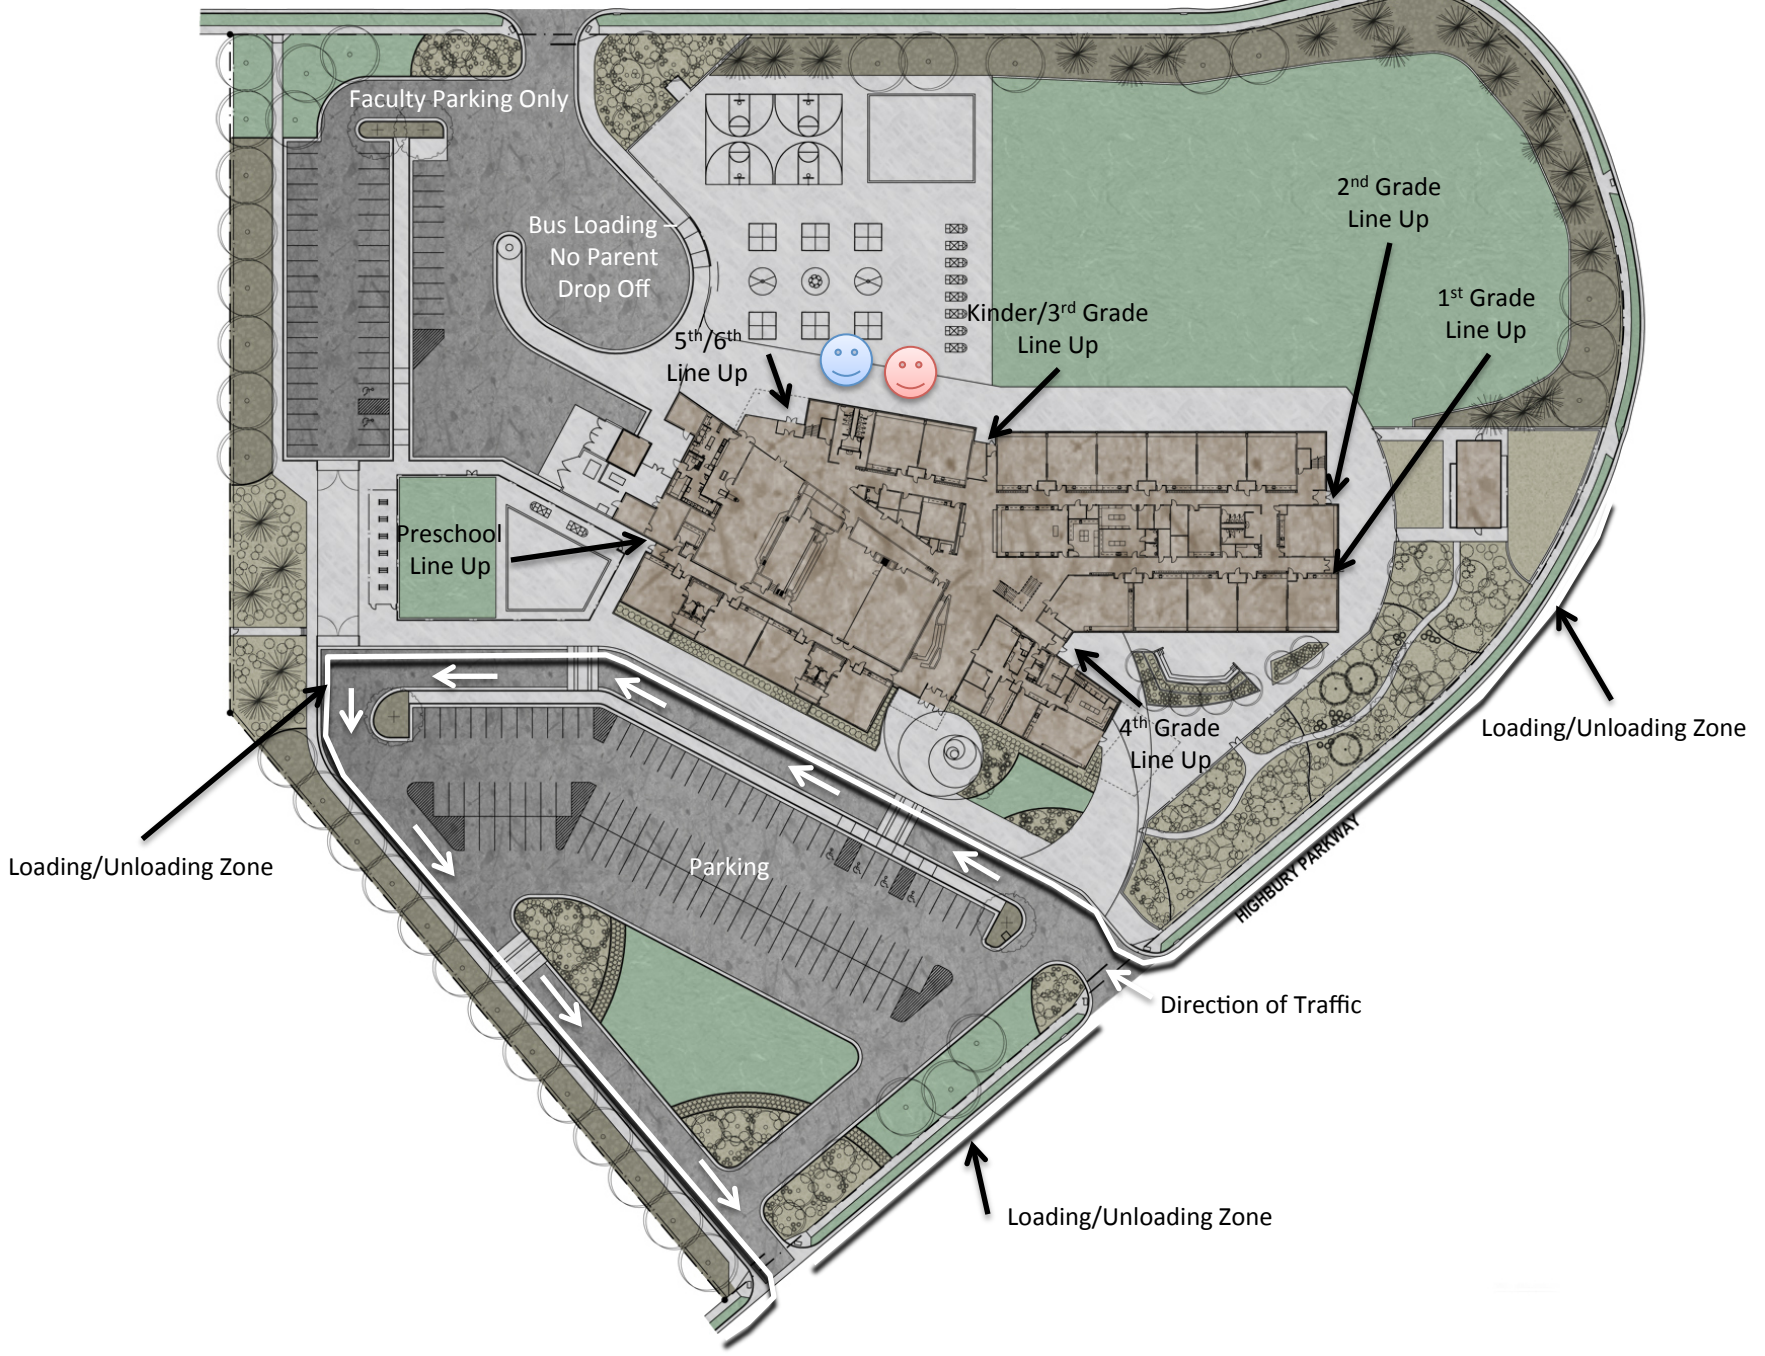 Faculty Parking Only
Bus Loading –
No Parent
Drop Off
2nd Grade
Line Up
1st Grade
Line Up
Kinder/3rd Grade
Line Up
5th/6th
Line Up
Preschool
Line Up
4th Grade
Line Up
Loading/Unloading Zone
Loading/Unloading Zone
Parking
HIGHBURY PARKWAY
Direction of Traffic
Loading/Unloading Zone